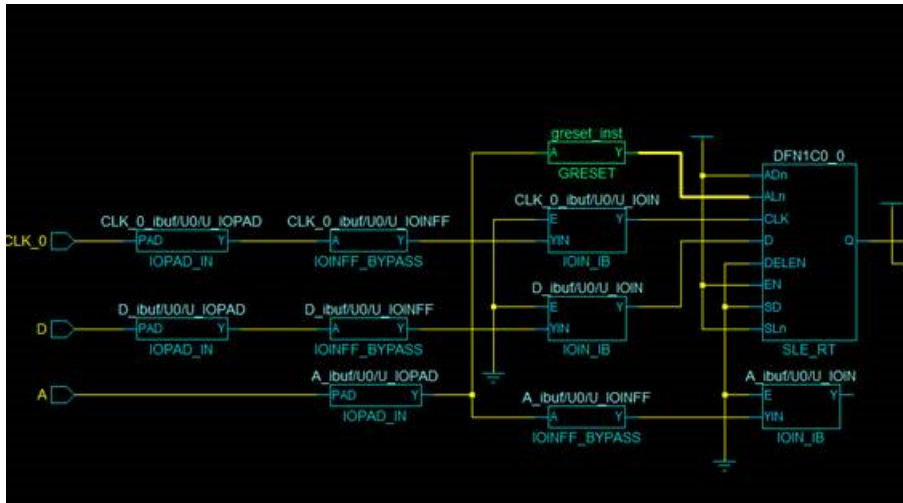 greset_inst
A Y
GRESET
DFN1C0_0
ADn
ALn
CLK
D
Q
DELEN
EN
SD
SLn
SLE_RT
CLK_0
CLK_0_ibuf/U0/U_IOPAD
PAD Y
IOPAD_IN
CLK_0_ibuf/U0/U_IOINFF
A Y
IOINFF_BYPASS
CLK_0_ibuf/U0/U_IOIN
E Y
YIN
IOIN_IB
D
D_ibuf/U0/U_IOPAD
PAD Y
IOPAD_IN
D_ibuf/U0/U_IOINFF
A Y
IOINFF_BYPASS
D_ibuf/U0/U_IOIN
E Y
YIN
IOIN_IB
A
A_ibuf/U0/U_IOPAD
PAD Y
IOPAD_IN
A_ibuf/U0/U_IOINFF
A Y
IOINFF_BYPASS
A_ibuf/U0/U_IOIN
E Y
YIN
IOIN_IB